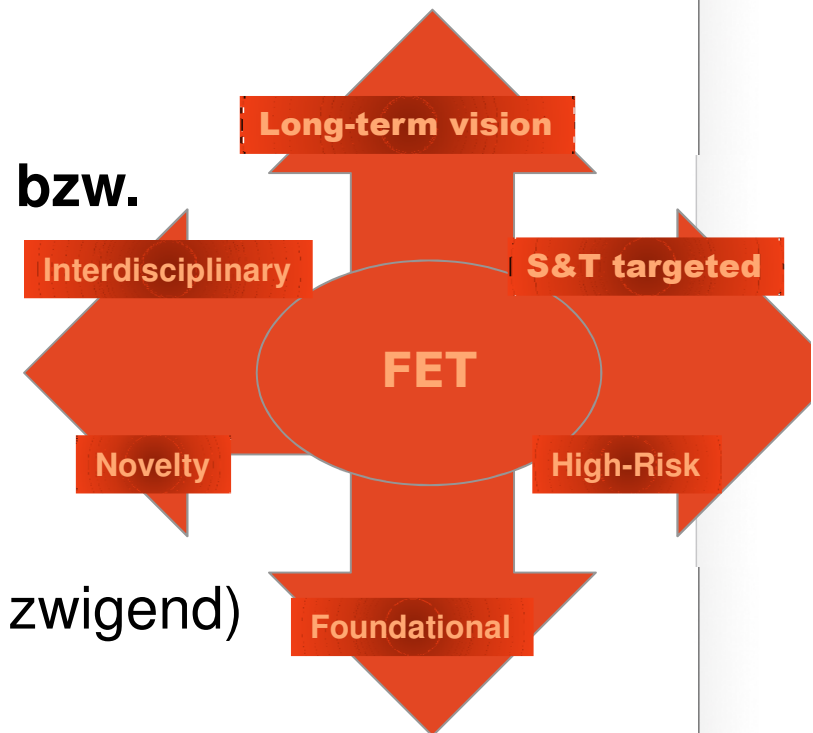 Long-term vision
bzw.
Interdisciplinary
S&T targeted
FET
Novelty
High-Risk
zwigend)
Foundational